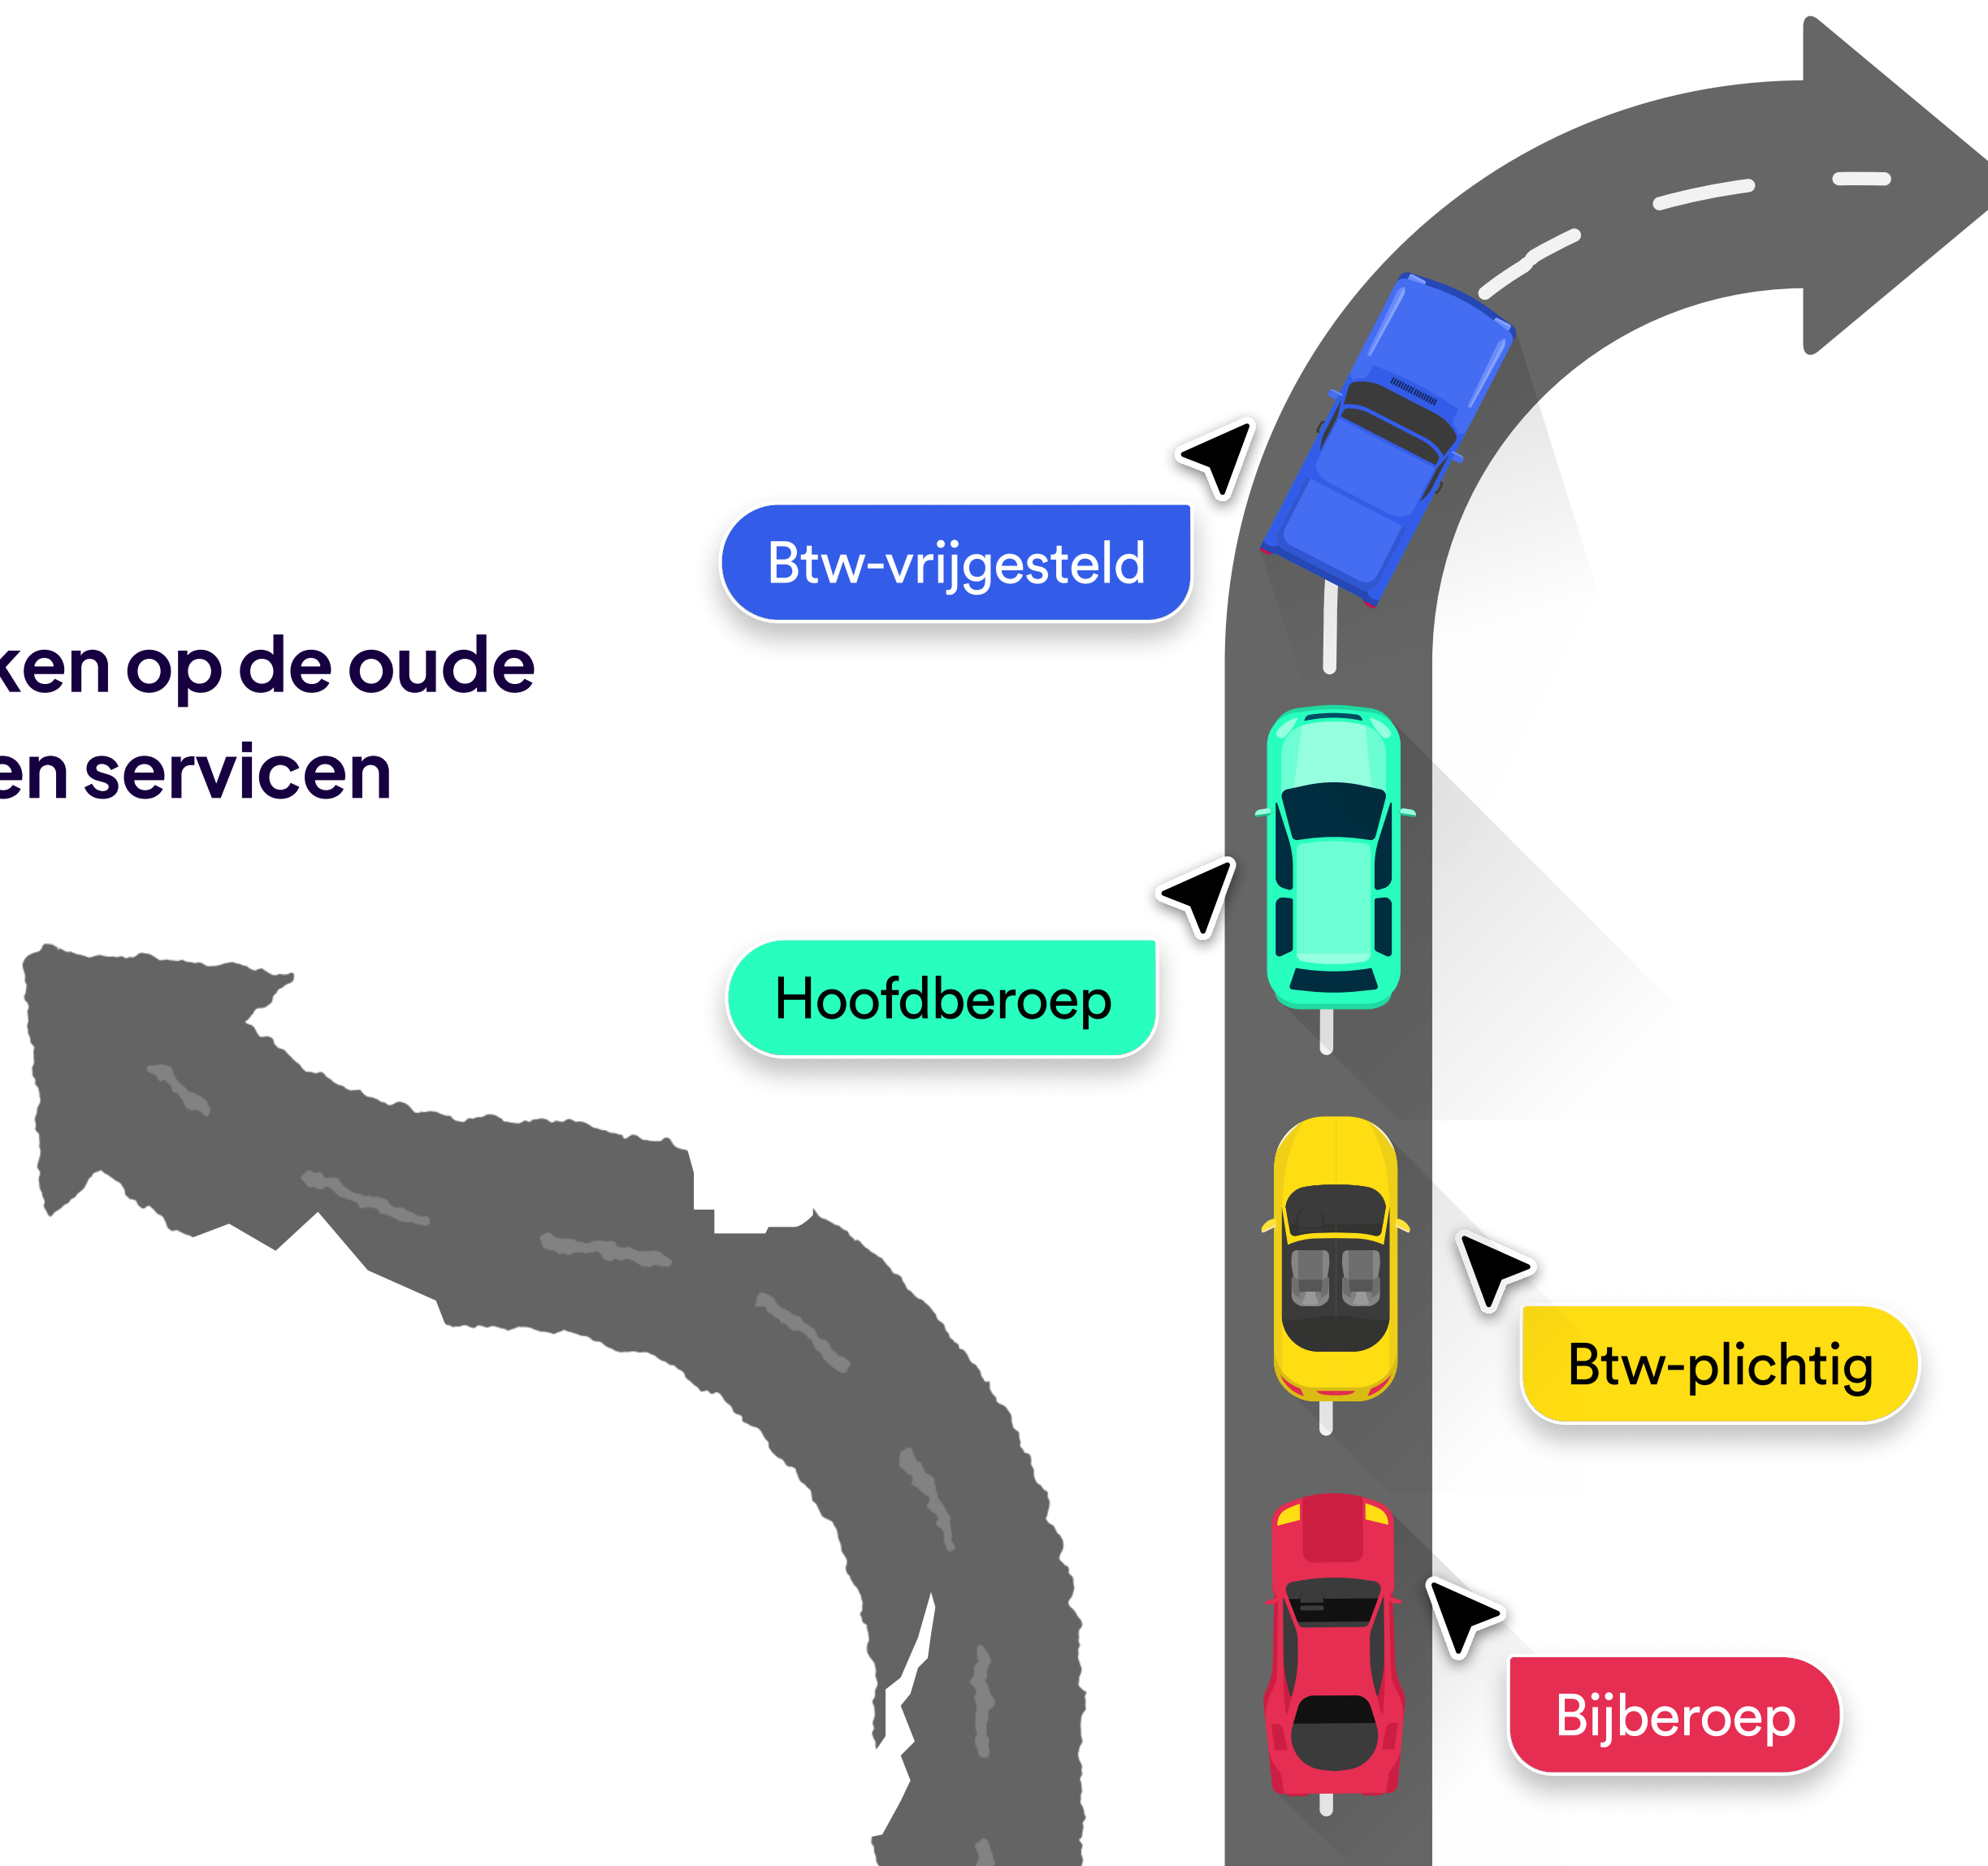 ken op de oude
en servicen
Btw-vrijgesteld
Hoofdberoep
Btw-plichtig
Bijberoep